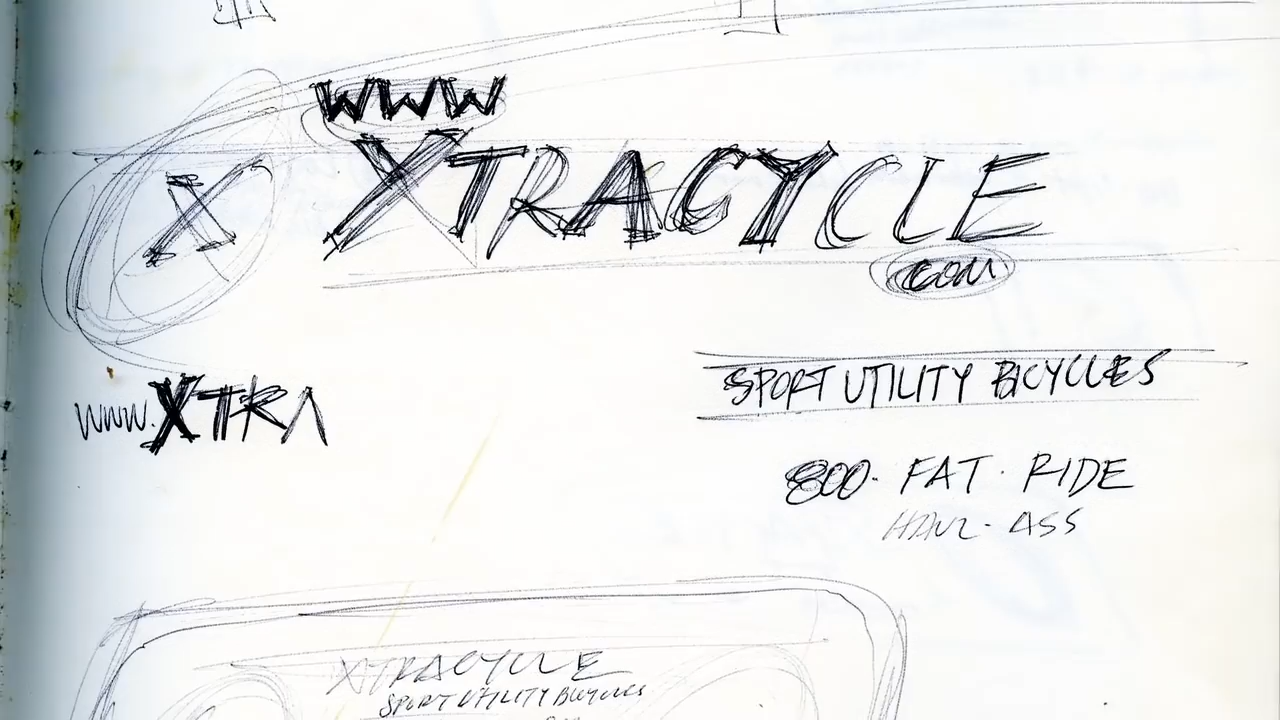 WWW
X XTRACYCLE
.com
www.XTRA
SPORT UTILITY BICYCLES
800· FAT · RIDE
HAUL- ASS
XTRACYCLE
SPORT UTILITY BICYCLES